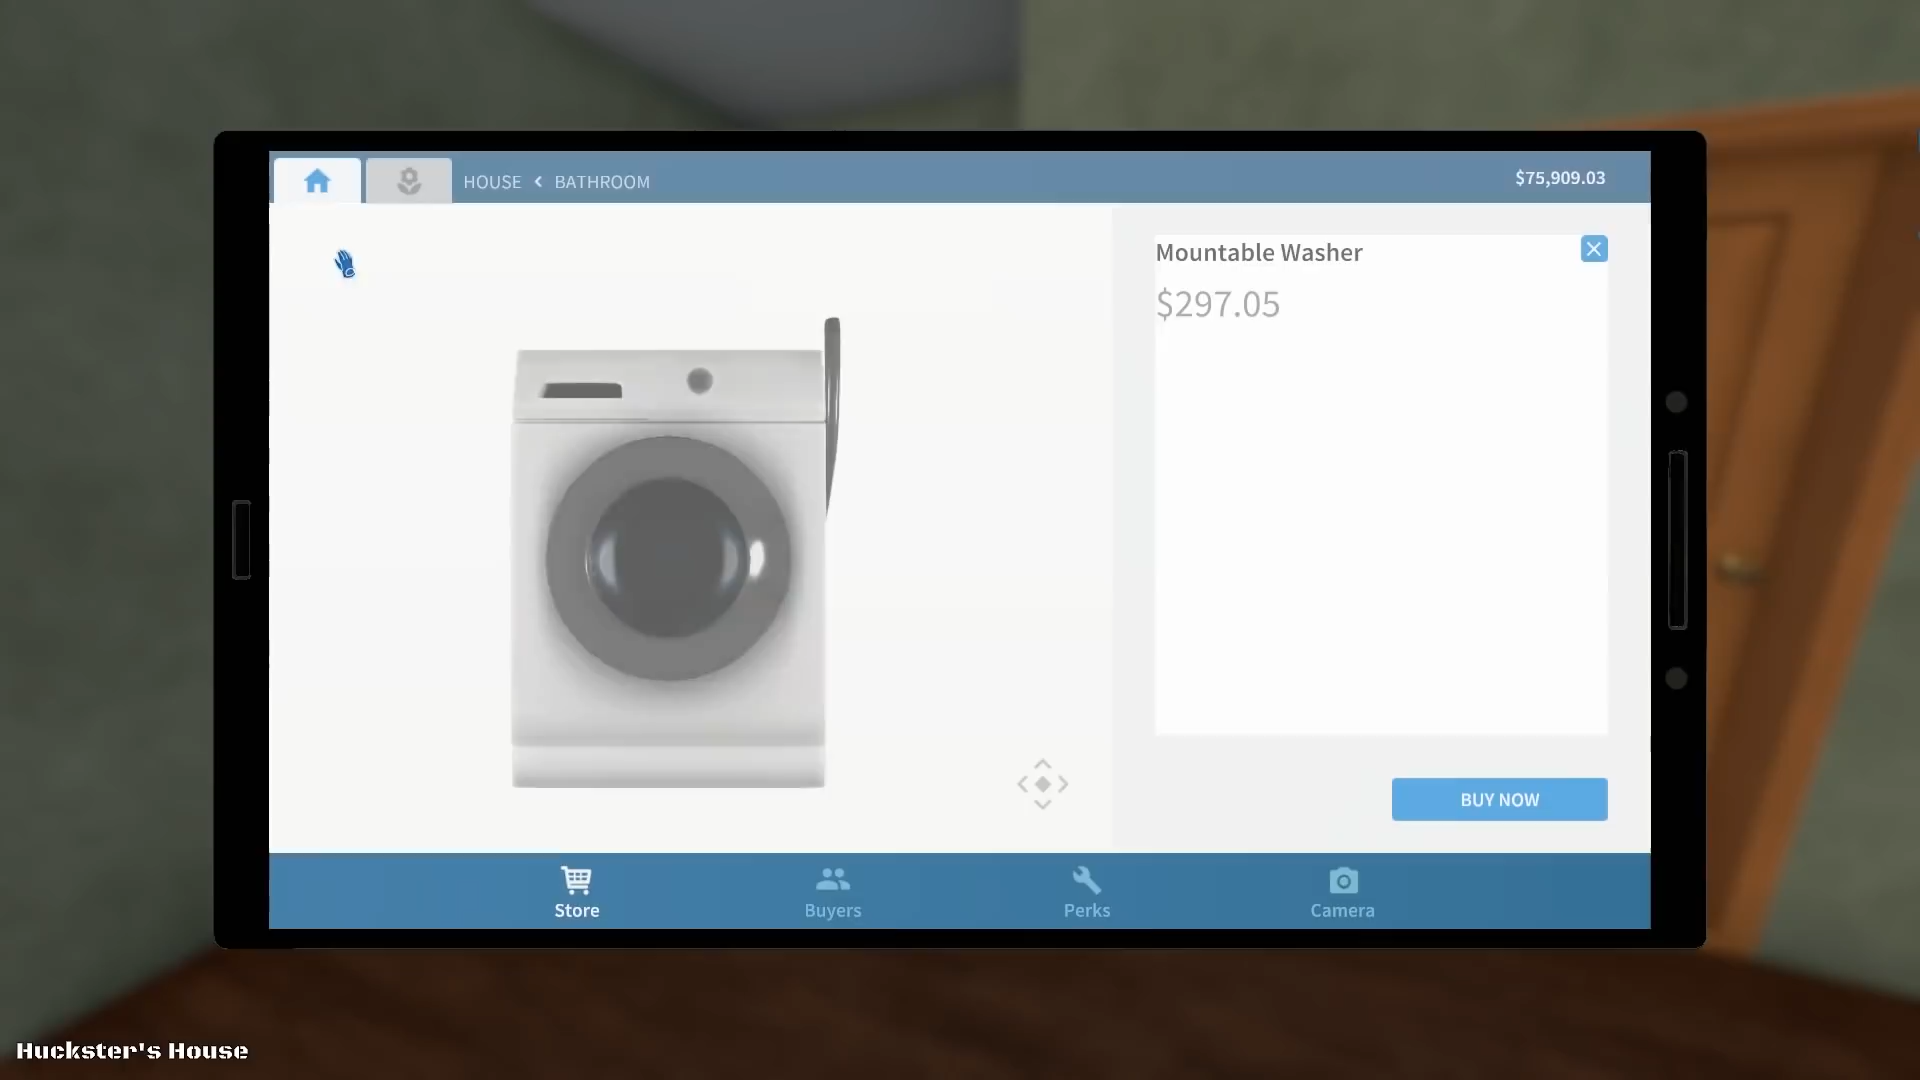 HOUSE < BATHROOM
$75,909.03
Mountable Washer
$297.05
BUY NOW
Store
Buyers
Perks
Camera
Huckster's House